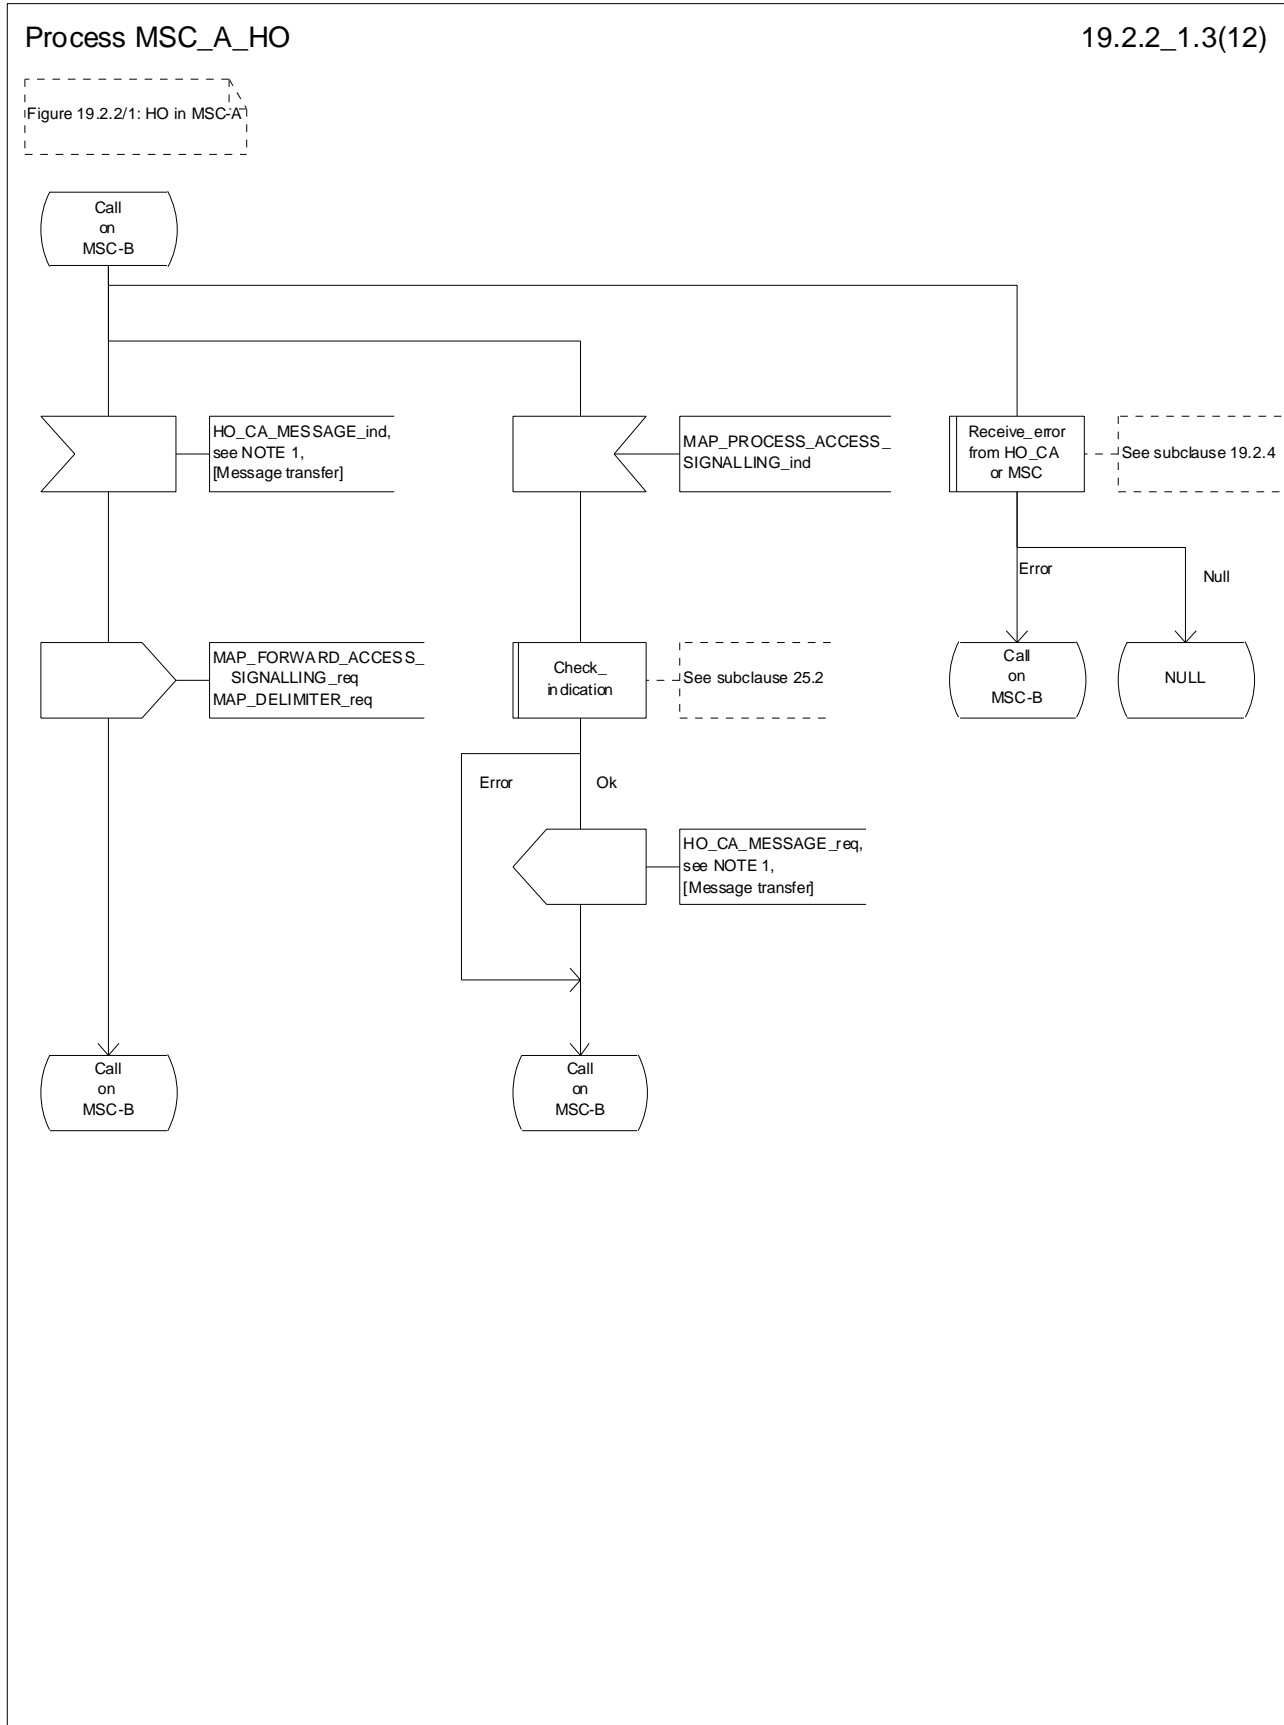 Process MSC_A_HO
19.2.2_1.3(12)
Figure 19.2.2/1: HO in MSC-A
Call
on
MSC-B
HO_CA_MESSAGE_ind,
see NOTE 1,
[Message transfer]
MAP_PROCESS_ACCESS_
SIGNALLING_ind
Receive_error
from HO_CA
or MSC
See subclause 19.2.4
Error
Null
MAP_FORWARD_ACCESS_
SIGNALLING_req
MAP_DELIMITER_req
Check_
indication
See subclause 25.2
Call
on
MSC-B
NULL
Error
Ok
HO_CA_MESSAGE_req,
see NOTE 1,
[Message transfer]
Call
on
MSC-B
Call
on
MSC-B